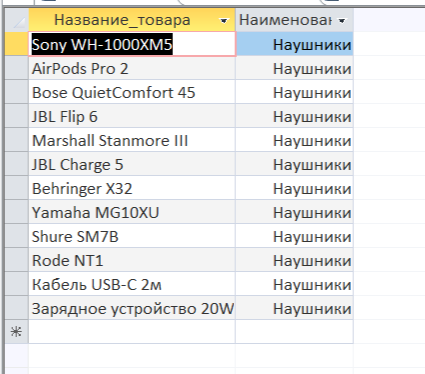 Название_товара Наименован
Sony WH-1000XM5 Наушники
AirPods Pro 2 Наушники
Bose QuietComfort 45 Наушники
JBL Flip 6 Наушники
Marshall Stanmore III Наушники
JBL Charge 5 Наушники
Behringer X32 Наушники
Yamaha MG10XU Наушники
Shure SM7B Наушники
Rode NT1 Наушники
Кабель USB-C 2м Наушники
Зарядное устройство 20W Наушники